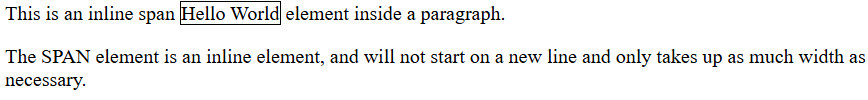 This is an inline span Hello World element inside a paragraph.
The SPAN element is an inline element, and will not start on a new line and only takes up as much width as
necessary.